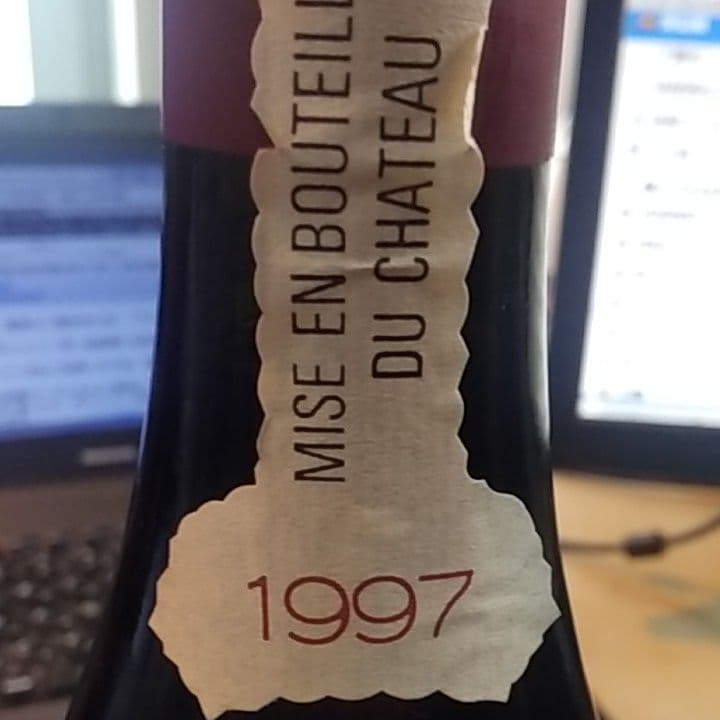 MISE EN BOUTEILL
DU CHATEAU
1997